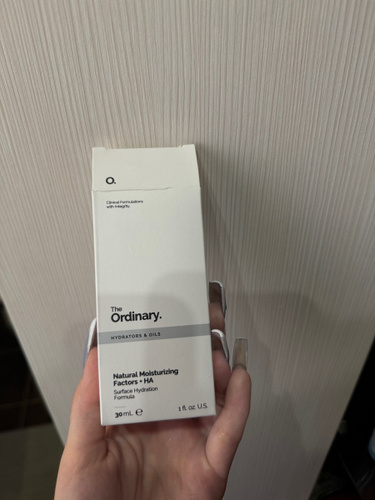 O.
Clinical Formulations
with Integrity.
The
Ordinary.
HYDRATORS & OILS
Natural Moisturizing
Factors + HA
Surface Hydration
Formula
30 mL ℮ 1 fl. oz. U.S.